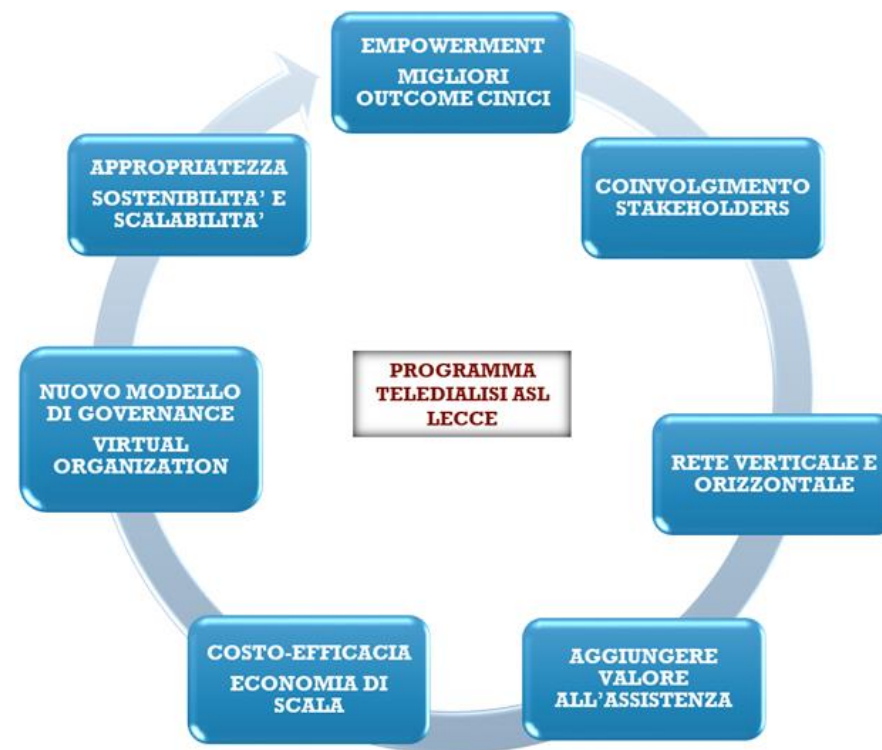 EMPOWERMENT
MIGLIORI
OUTCOME CINICI
COINVOLGIMENTO
STAKEHOLDERS
RETE VERTICALE E
ORIZZONTALE
AGGIUNGERE
VALORE
ALL’ASSISTENZA
COSTO-EFFICACIA
ECONOMIA DI
SCALA
NUOVO MODELLO
DI GOVERNANCE
VIRTUAL
ORGANIZATION
APPROPRIATEZZA
SOSTENIBILITA’ E
SCALABILITA’
PROGRAMMA
TELEDIALISI ASL
LECCE